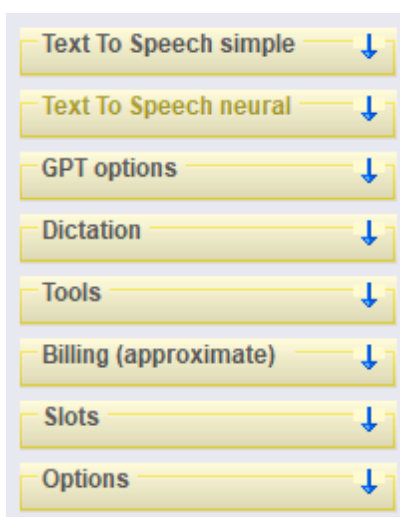 Text To Speech simple
Text To Speech neural
GPT options
Dictation
Tools
Billing (approximate)
Slots
Options